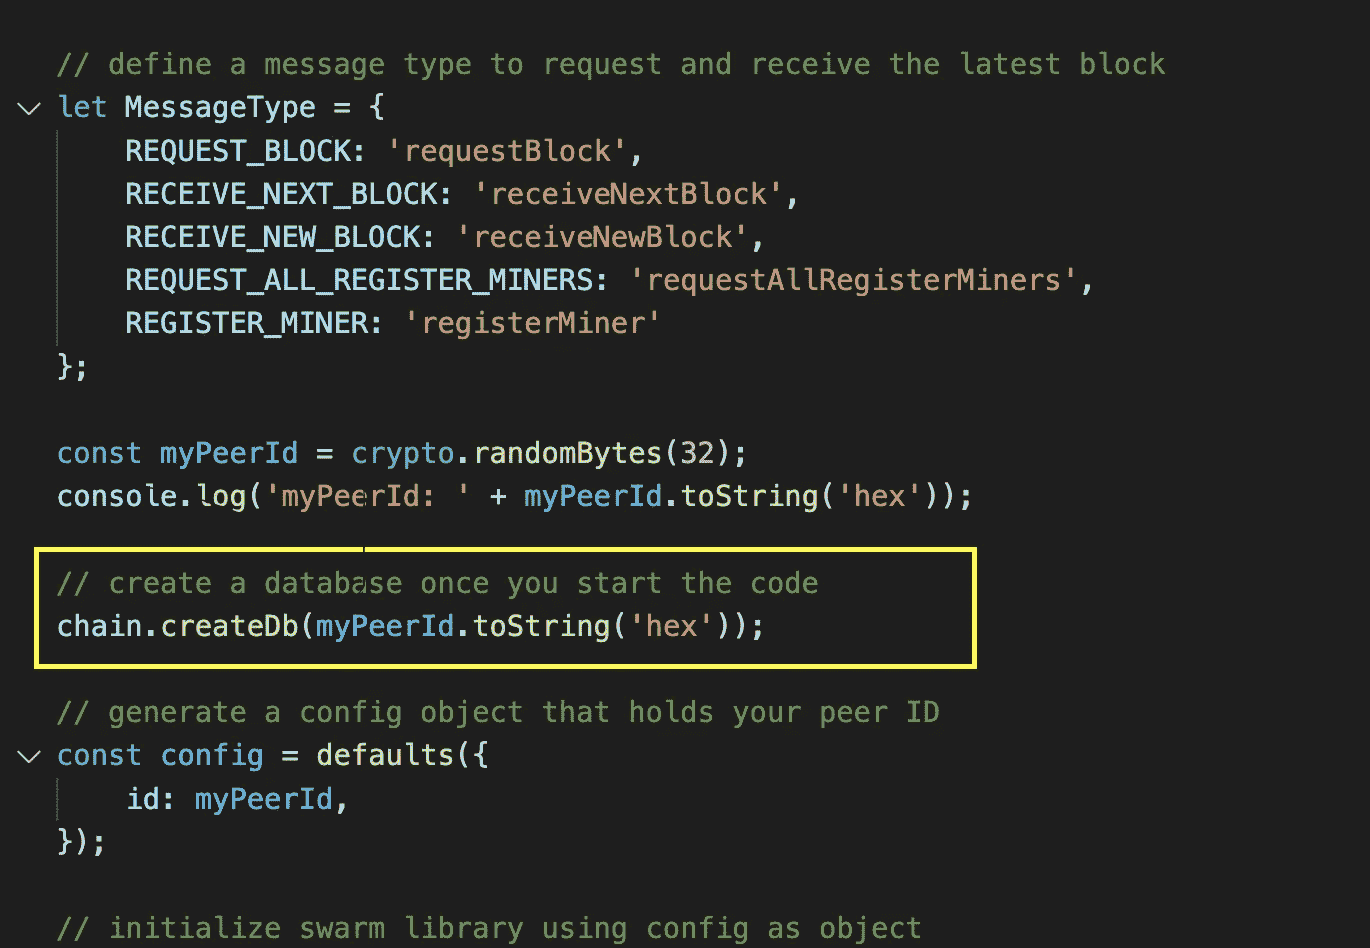 // define a message type to request and receive the latest block
let MessageType = {
REQUEST_BLOCK: 'requestBlock',
RECEIVE_NEXT_BLOCK: 'receiveNextBlock',
RECEIVE_NEW_BLOCK: 'receiveNewBlock',
REQUEST_ALL_REGISTER_MINERS: 'requestAllRegisterMiners',
REGISTER_MINER: 'registerMiner'
};
const myPeerId = crypto.randomBytes(32);
console.log('myPeerId: ' + myPeerId.toString('hex'));
// create a database once you start the code
chain.createDb(myPeerId.toString('hex'));
// generate a config object that holds your peer ID
const config = defaults({
id: myPeerId,
});
// initialize swarm library using config as object